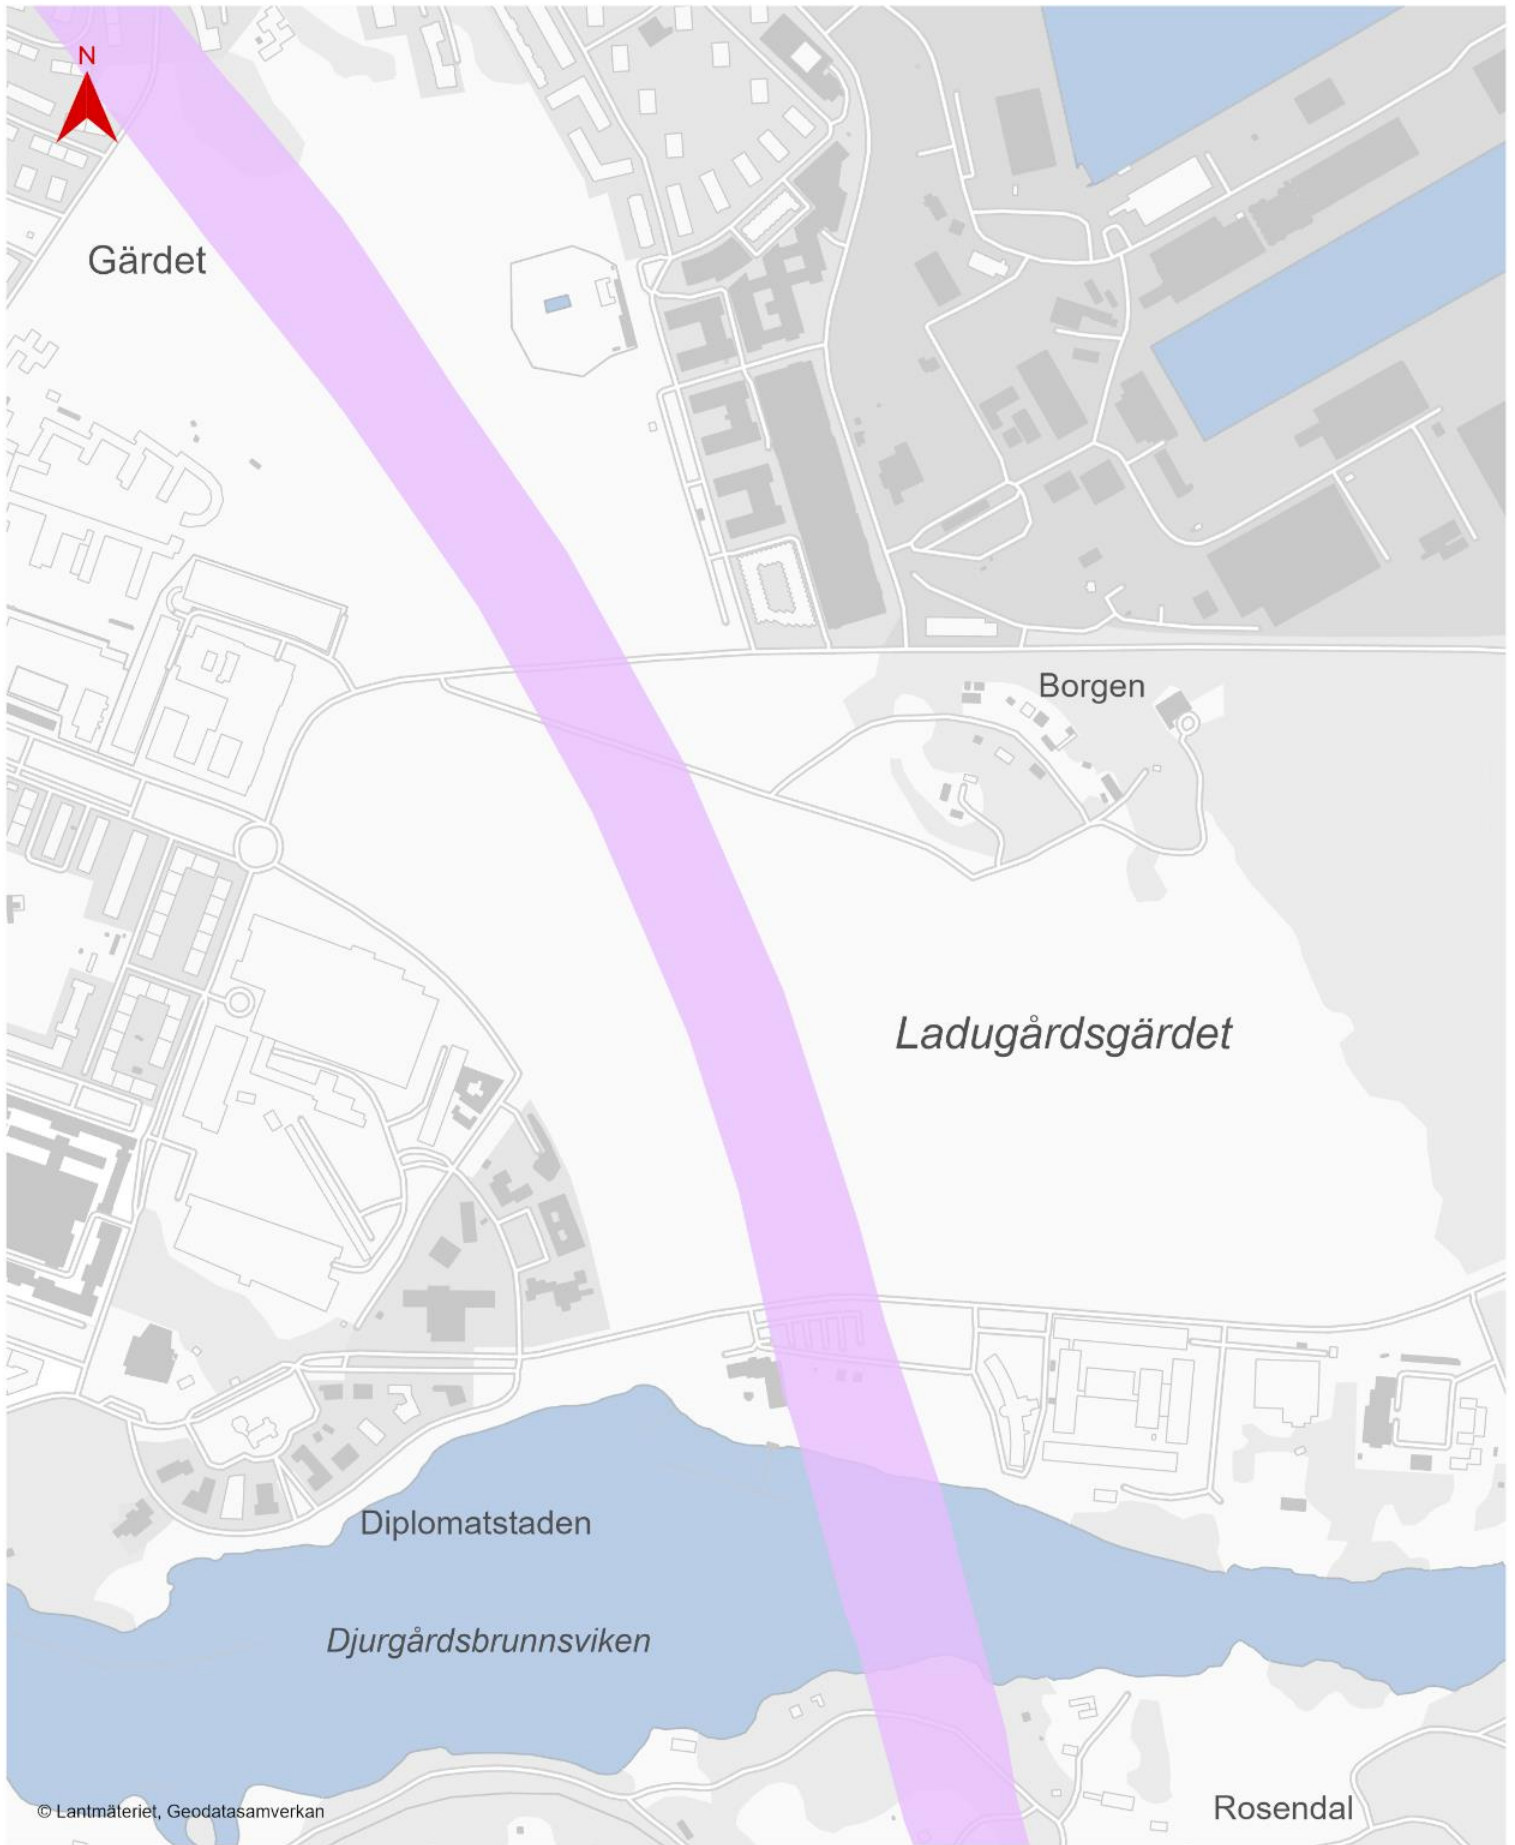 N
Gärdet
Borgen
Ladugårdsgärdet
Diplomatstaden
Djurgårdsbrunnsviken
© Lantmäteriet, Geodatasamverkan
Rosendal